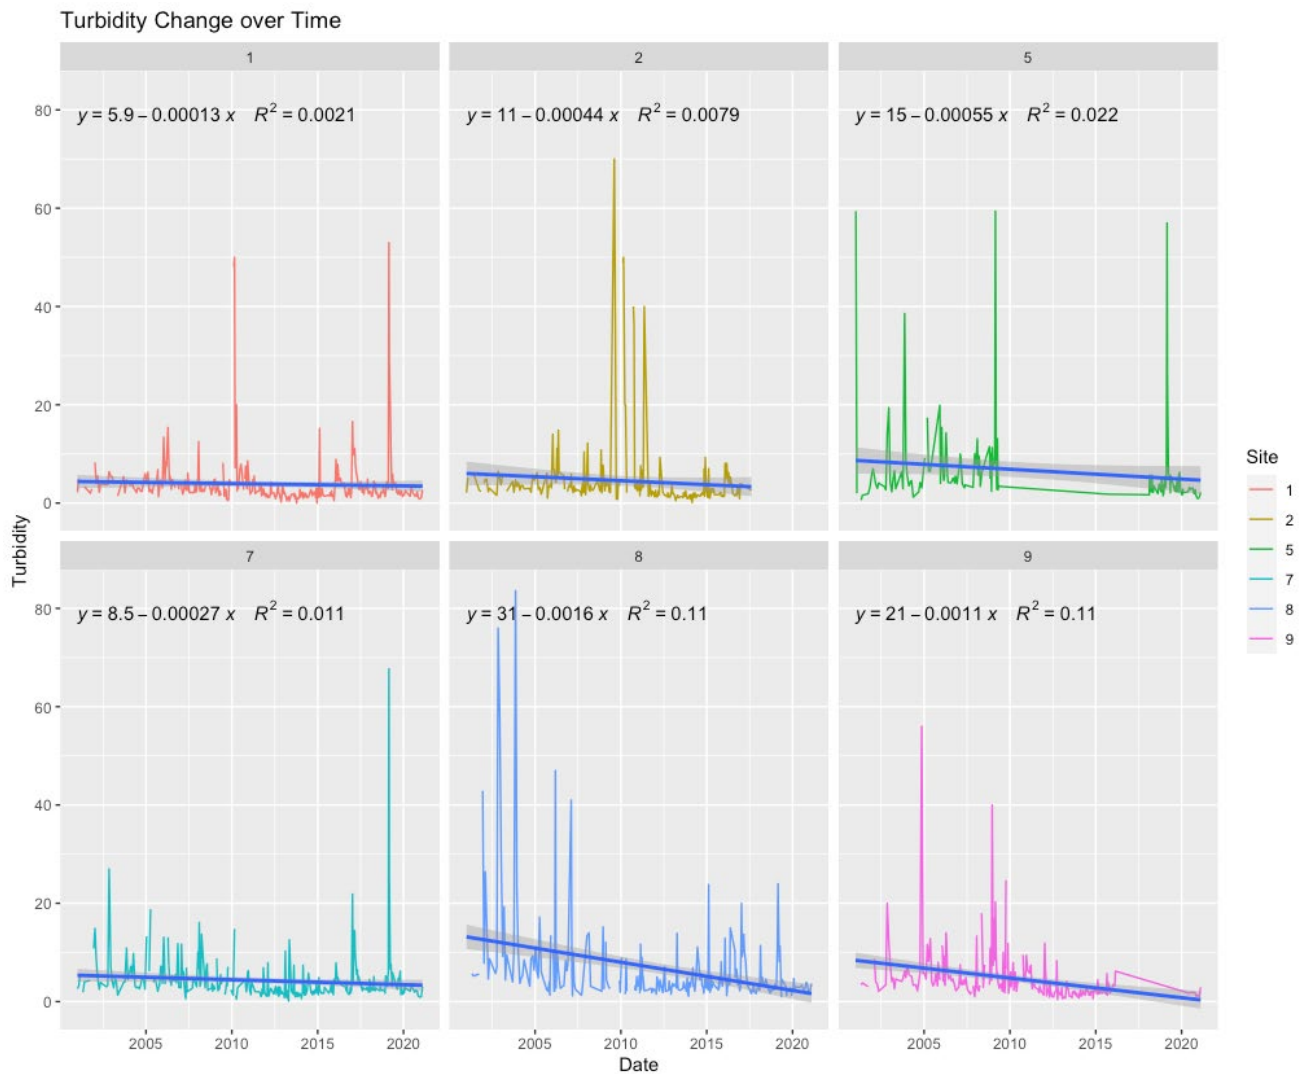 Turbidity Change over Time
1
2
5
y = 5.9 – 0.00013 x R² = 0.0021
y = 11 – 0.00044 x R² = 0.0079
y = 15 – 0.00055 x R² = 0.022
80
60
40
20
0
7
8
9
y = 8.5 – 0.00027 x R² = 0.011
y = 31 – 0.0016 x R² = 0.11
y = 21 – 0.0011 x R² = 0.11
80
60
40
20
0
2005 2010 2015 2020
2005 2010 2015 2020
2005 2010 2015 2020
Date
Turbidity
Site
1
2
5
7
8
9